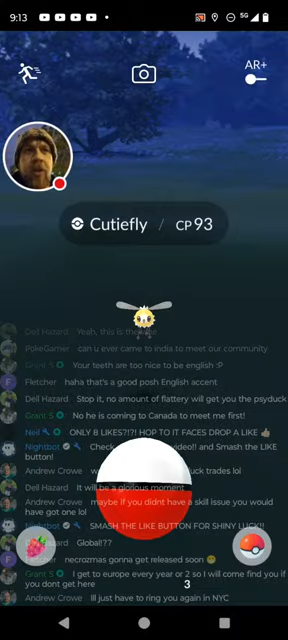 9:13
5G
AR+
Cutiefly / CP93
Dell Hazard Yeah, this is the
PokeGamer can u ever came to india to meet our community
Grant S Your teeth are too nice to be english :P
F Fletcher haha that's a good posh English accent
Dell Hazard Stop it, no amount of flattery will get you the psyduck
Grant S No he is coming to Canada to meet me first!
Neil ONLY 8 LIKES?!?! HOP TO IT FACES DROP A LIKE
Nightbot Check video!! and Smash the LIKE
button!
Andrew Crowe w uck trades lol
Dell Hazard It will be a glorious moment
Andrew Crowe maybe if you didnt have a skill issue you would
have got one lol
Nightbot SMASH THE LIKE BUTTON FOR SHINY LUCK!!
Dell Hazard Global!??
F Fletcher necrozmas gonna get released soon
Grant S I get to europe every year or 2 so I will come find you if
you dont get here
Andrew Crowe Ill just have to ring you again in NYC
3